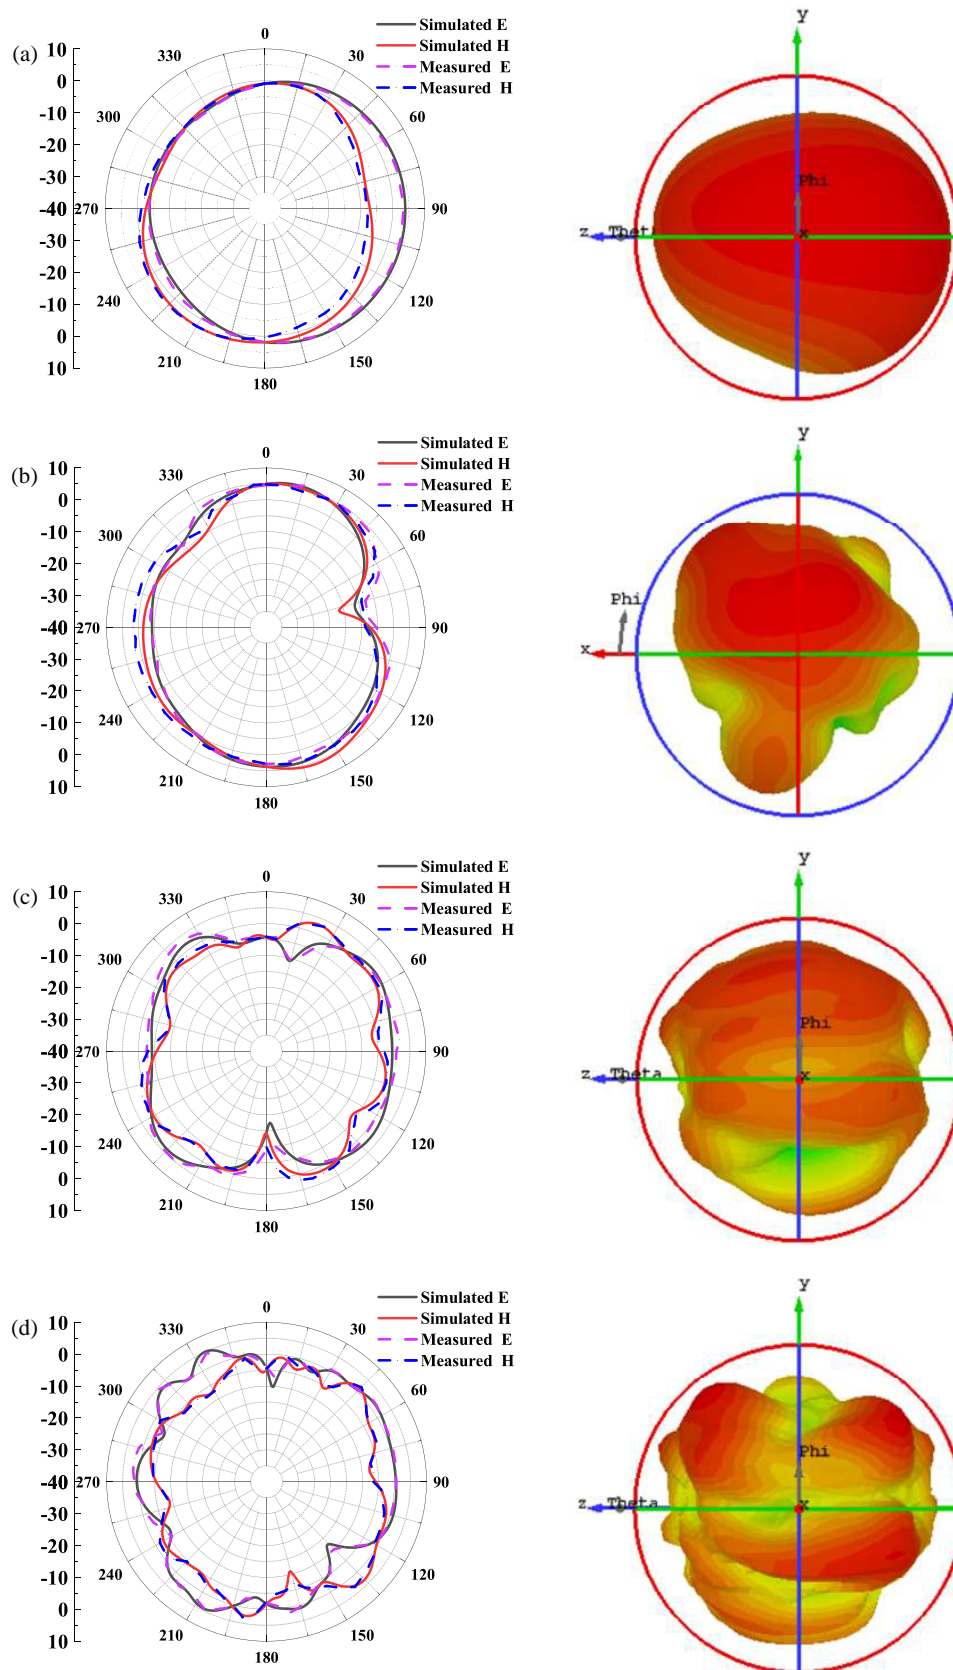 (a)
Simulated E
Simulated H
Measured E
Measured H
0
30
60
90
120
150
180
210
240
270
300
330
10
0
-10
-20
-30
-40
-30
-20
-10
0
10
y
Phi
z Theta
x
(b)
Simulated E
Simulated H
Measured E
Measured H
0
30
60
90
120
150
180
210
240
270
300
330
10
0
-10
-20
-30
-40
-30
-20
-10
0
10
y
Phi
x
(c)
Simulated E
Simulated H
Measured E
Measured H
0
30
60
90
120
150
180
210
240
270
300
330
10
0
-10
-20
-30
-40
-30
-20
-10
0
10
y
Phi
z Theta
x
(d)
Simulated E
Simulated H
Measured E
Measured H
0
30
60
90
120
150
180
210
240
270
300
330
10
0
-10
-20
-30
-40
-30
-20
-10
0
10
y
Phi
z Theta
x